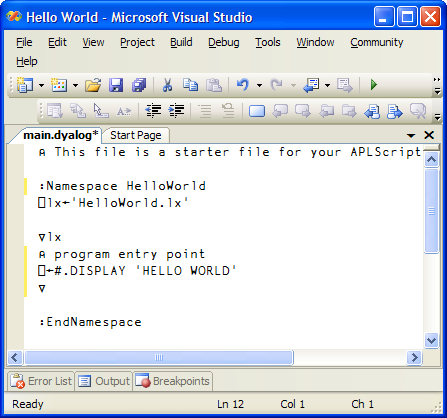 Hello World - Microsoft Visual Studio
File Edit View Project Build Debug Tools Window Community
Help
main.dyalog* Start Page
⍝ This file is a starter file for your APLScript
:Namespace HelloWorld
⎕lx←'HelloWorld.lx'
∇lx
⍝ program entry point
⎕←#.DISPLAY 'HELLO WORLD'
∇
:EndNamespace
Error List Output Breakpoints
Ready Ln 12 Col 1 Ch 1